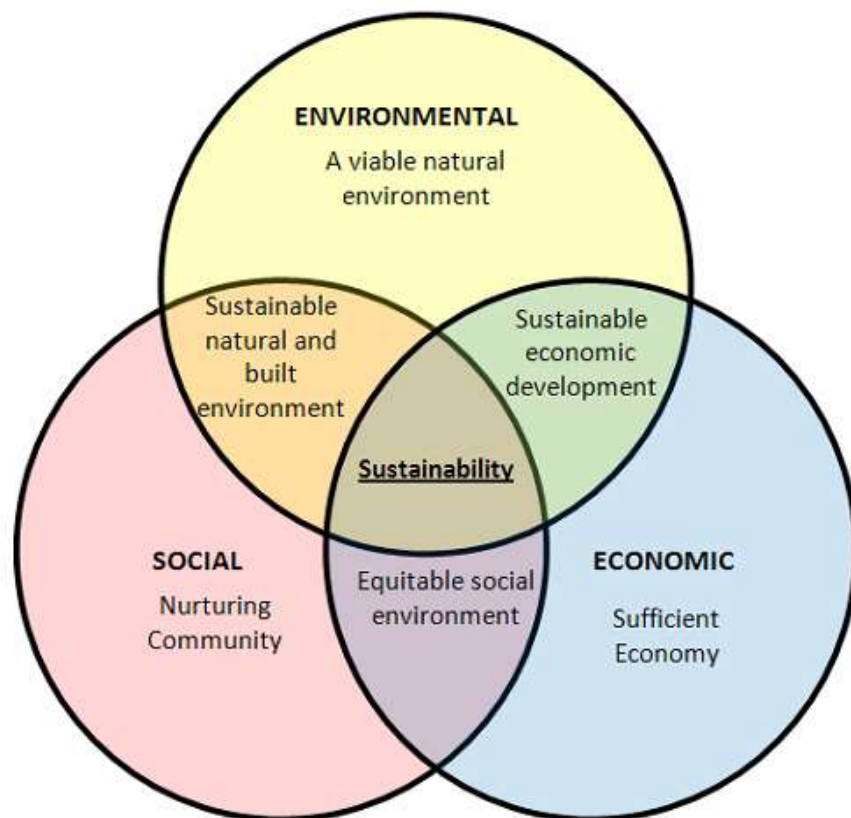 ENVIRONMENTAL
A viable natural
environment
Sustainable
natural and
built
environment
Sustainable
economic
development
Sustainability
SOCIAL
Nurturing
Community
Equitable social
environment
ECONOMIC
Sufficient
Economy